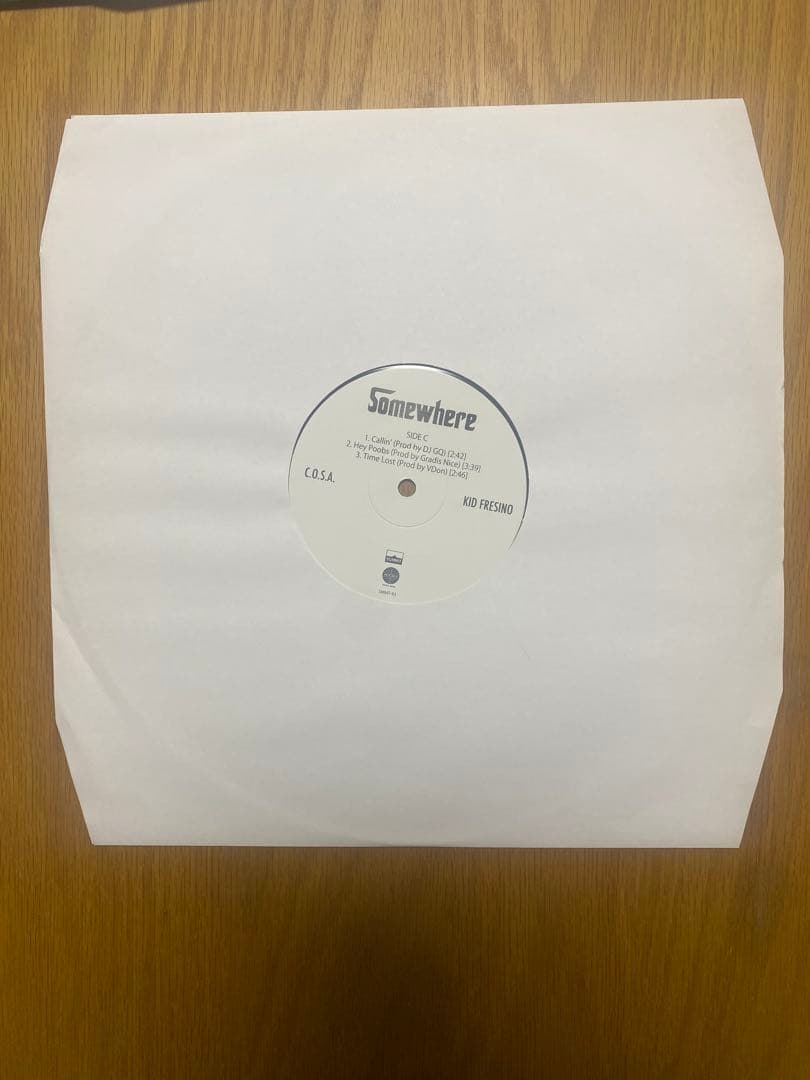 Somewhere
SIDE C
1. Callin' (Prod by DJ GQ) [2:42]
2. Hey Poobs (Prod by Gradis Nice) [3:39]
3. Time Lost (Prod by VDon) [2:46]
C.O.S.A.
KID FRESINO